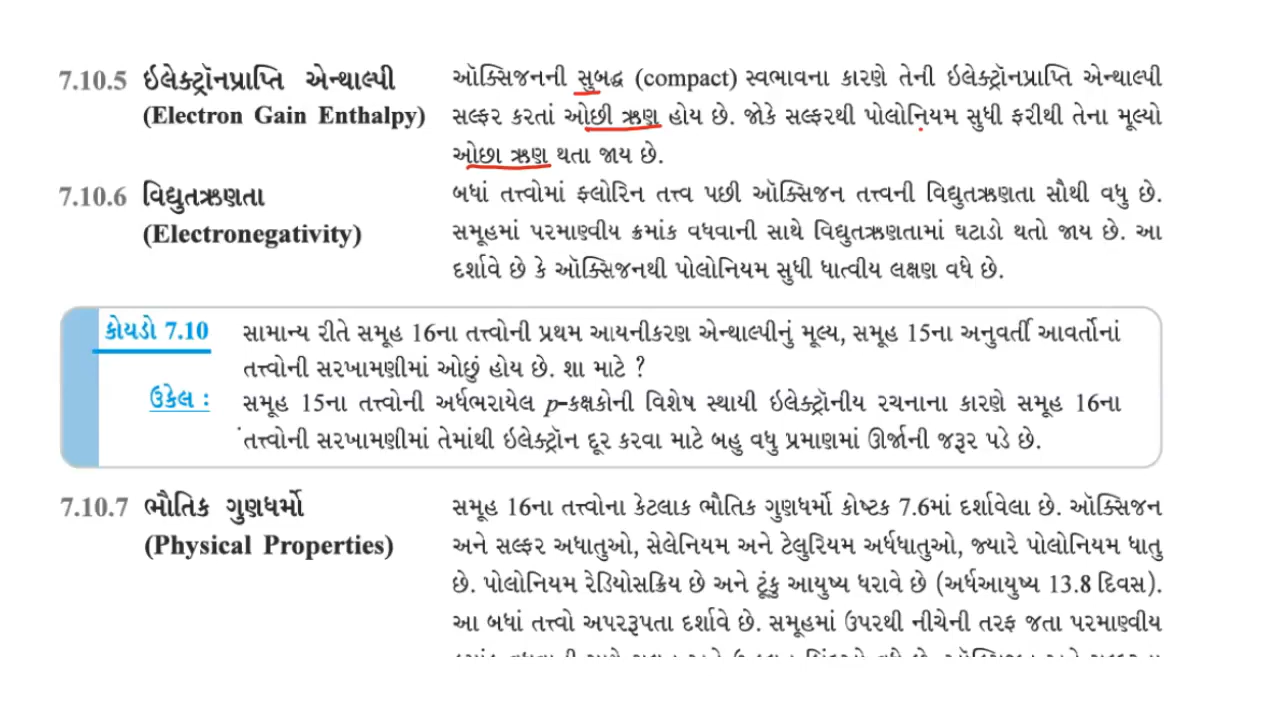 7.10.5 ઇલેક્ટ્રૉનપ્રાપ્તિ એન્થાલ્પી
(Electron Gain Enthalpy)
ઑક્સિજનની સુબદ્ધ (compact) સ્વભાવના કારણે તેની ઇલેક્ટ્રૉનપ્રાપ્તિ એન્થાલ્પી
સલ્ફર કરતાં ઓછી ઋણ હોય છે. જોકે સલ્ફરથી પોલોનિયમ સુધી ફરીથી તેના મૂલ્યો
ઓછા ઋણ થતા જાય છે.
7.10.6 વિદ્યુતઋણતા
(Electronegativity)
બધાં તત્ત્વોમાં ફ્લોરિન તત્ત્વ પછી ઑક્સિજન તત્ત્વની વિદ્યુતઋણતા સૌથી વધુ છે.
સમૂહમાં પરમાણ્વીય ક્રમાંક વધવાની સાથે વિદ્યુતઋણતામાં ઘટાડો થતો જાય છે. આ
દર્શાવે છે કે ઑક્સિજનથી પોલોનિયમ સુધી ધાત્વીય લક્ષણ વધે છે.
કોયડો 7.10
સામાન્ય રીતે સમૂહ 16ના તત્ત્વોની પ્રથમ આયનીકરણ એન્થાલ્પીનું મૂલ્ય, સમૂહ 15ના અનુવર્તી આવર્તોનાં
તત્ત્વોની સરખામણીમાં ઓછું હોય છે. શા માટે ?
ઉકેલ :
સમૂહ 15ના તત્ત્વોની અર્ધભરાયેલ p-કક્ષકોની વિશેષ સ્થાયી ઇલેક્ટ્રૉનીય રચનાના કારણે સમૂહ 16ના
તત્ત્વોની સરખામણીમાં તેમાંથી ઇલેક્ટ્રૉન દૂર કરવા માટે બહુ વધુ પ્રમાણમાં ઊર્જાની જરૂર પડે છે.
7.10.7 ભૌતિક ગુણધર્મો
(Physical Properties)
સમૂહ 16ના તત્ત્વોના કેટલાક ભૌતિક ગુણધર્મો કોષ્ટક 7.6માં દર્શાવેલા છે. ઑક્સિજન
અને સલ્ફર અધાતુઓ, સેલેનિયમ અને ટેલુરિયમ અર્ધધાતુઓ, જ્યારે પોલોનિયમ ધાતુ
છે. પોલોનિયમ રેડિયોસક્રિય છે અને ટૂંકુ આયુષ્ય ધરાવે છે (અર્ધઆયુષ્ય 13.8 દિવસ).
આ બધાં તત્ત્વો અપરરૂપતા દર્શાવે છે. સમૂહમાં ઉપરથી નીચેની તરફ જતા પરમાણ્વીય